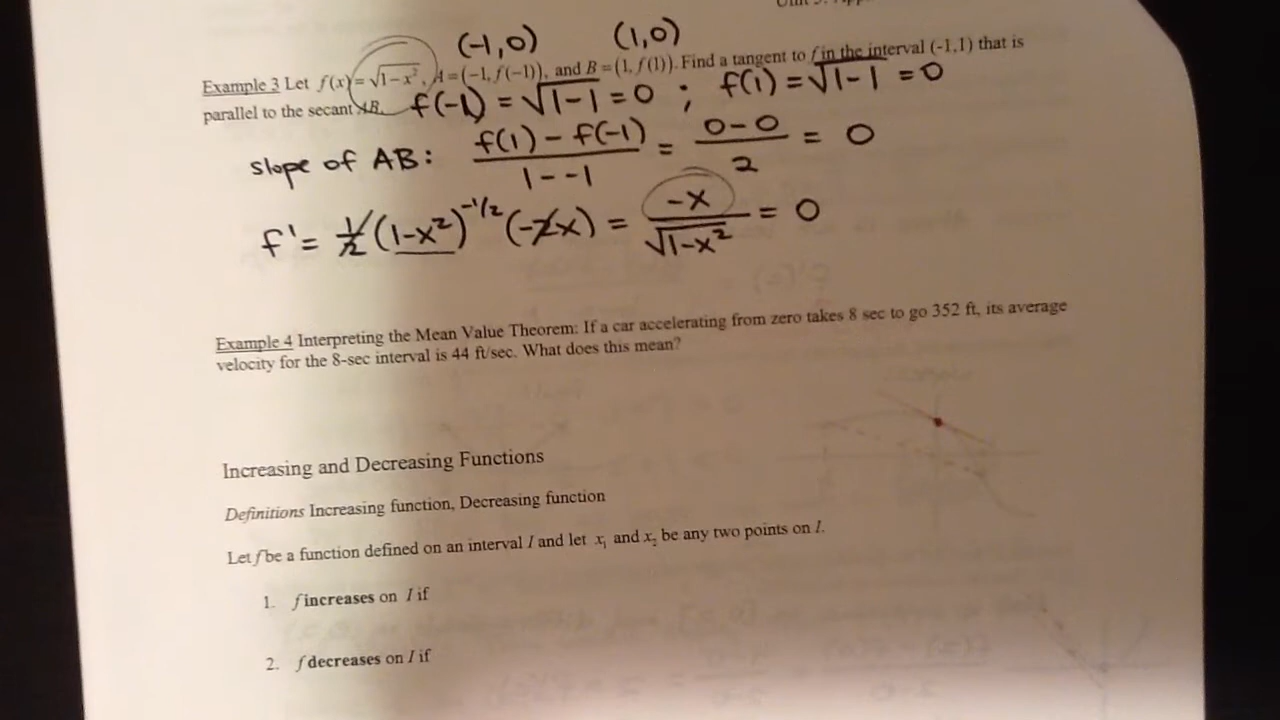 (-1,0) (1,0)
Example 3 Let f(x)=√1-x², A=(-1, f(-1)), and B=(1, f(1)). Find a tangent to f in the interval (-1,1) that is
parallel to the secant AB.
f(-1) = √1-1 = 0 ; f(1) = √1-1 = 0
slope of AB: f(1) - f(-1) / 1--1 = 0-0 / 2 = 0
f' = 1/2 (1-x²)^-1/2 (-2x) = -x / √1-x² = 0
Example 4 Interpreting the Mean Value Theorem: If a car accelerating from zero takes 8 sec to go 352 ft, its average
velocity for the 8-sec interval is 44 ft/sec. What does this mean?
Increasing and Decreasing Functions
Definitions Increasing function, Decreasing function
Let f be a function defined on an interval I and let x₁ and x₂ be any two points on I.
1. f increases on I if
2. f decreases on I if